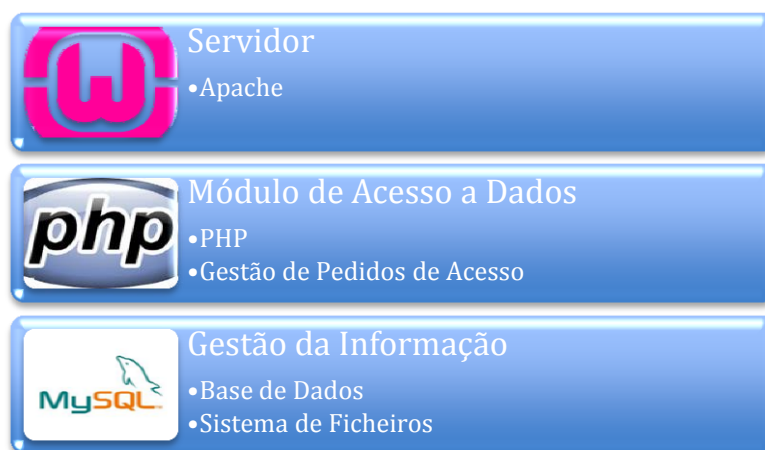 Servidor
•Apache
php
Módulo de Acesso a Dados
•PHP
•Gestão de Pedidos de Acesso
MySQL
Gestão da Informação
•Base de Dados
•Sistema de Ficheiros